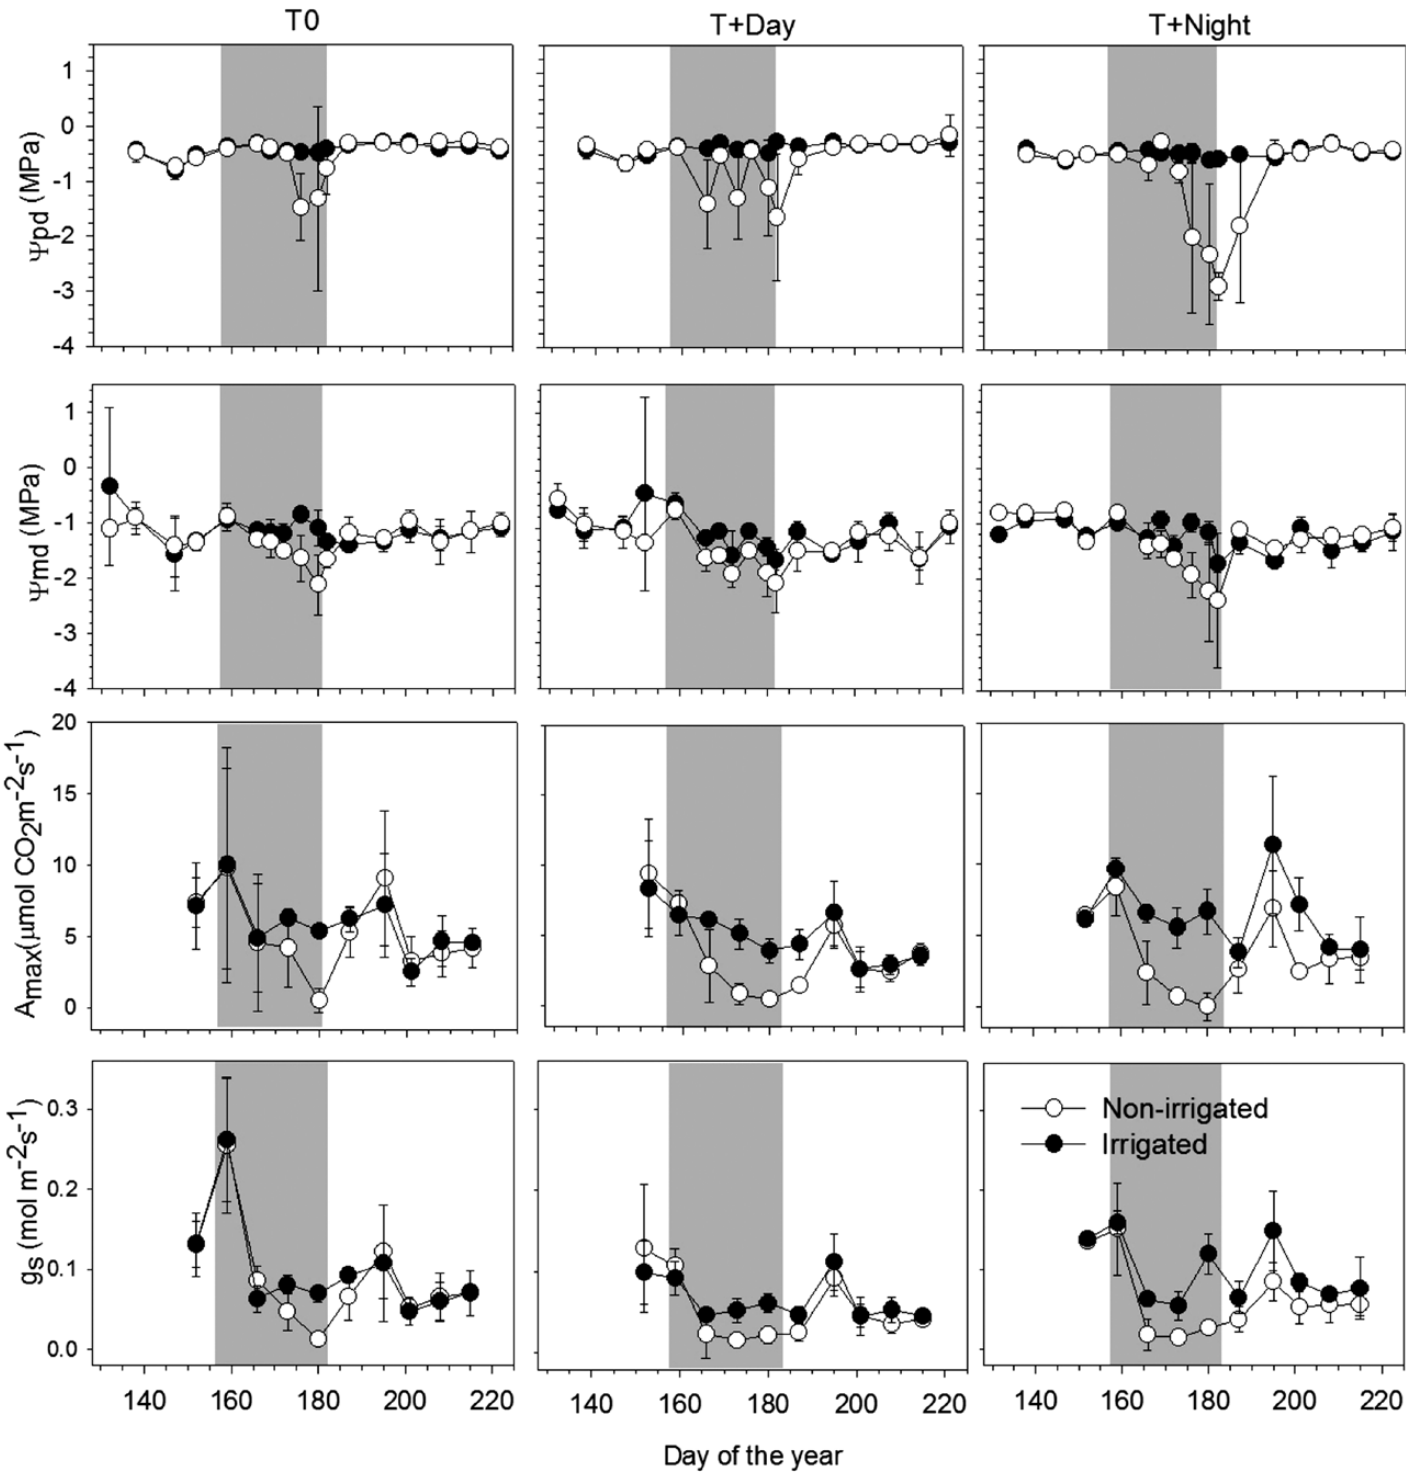 T0 T+Day T+Night
1
0
-1
-2
-3
-4
Ψpd (MPa)
1
0
-1
-2
-3
-4
Ψmd (MPa)
20
15
10
5
0
Amax(µmol CO2m-2s-1)
0.3
0.2
0.1
0.0
gs (mol m-2s-1)
Non-irrigated
Irrigated
140 160 180 200 220 140 160 180 200 220 140 160 180 200 220
Day of the year